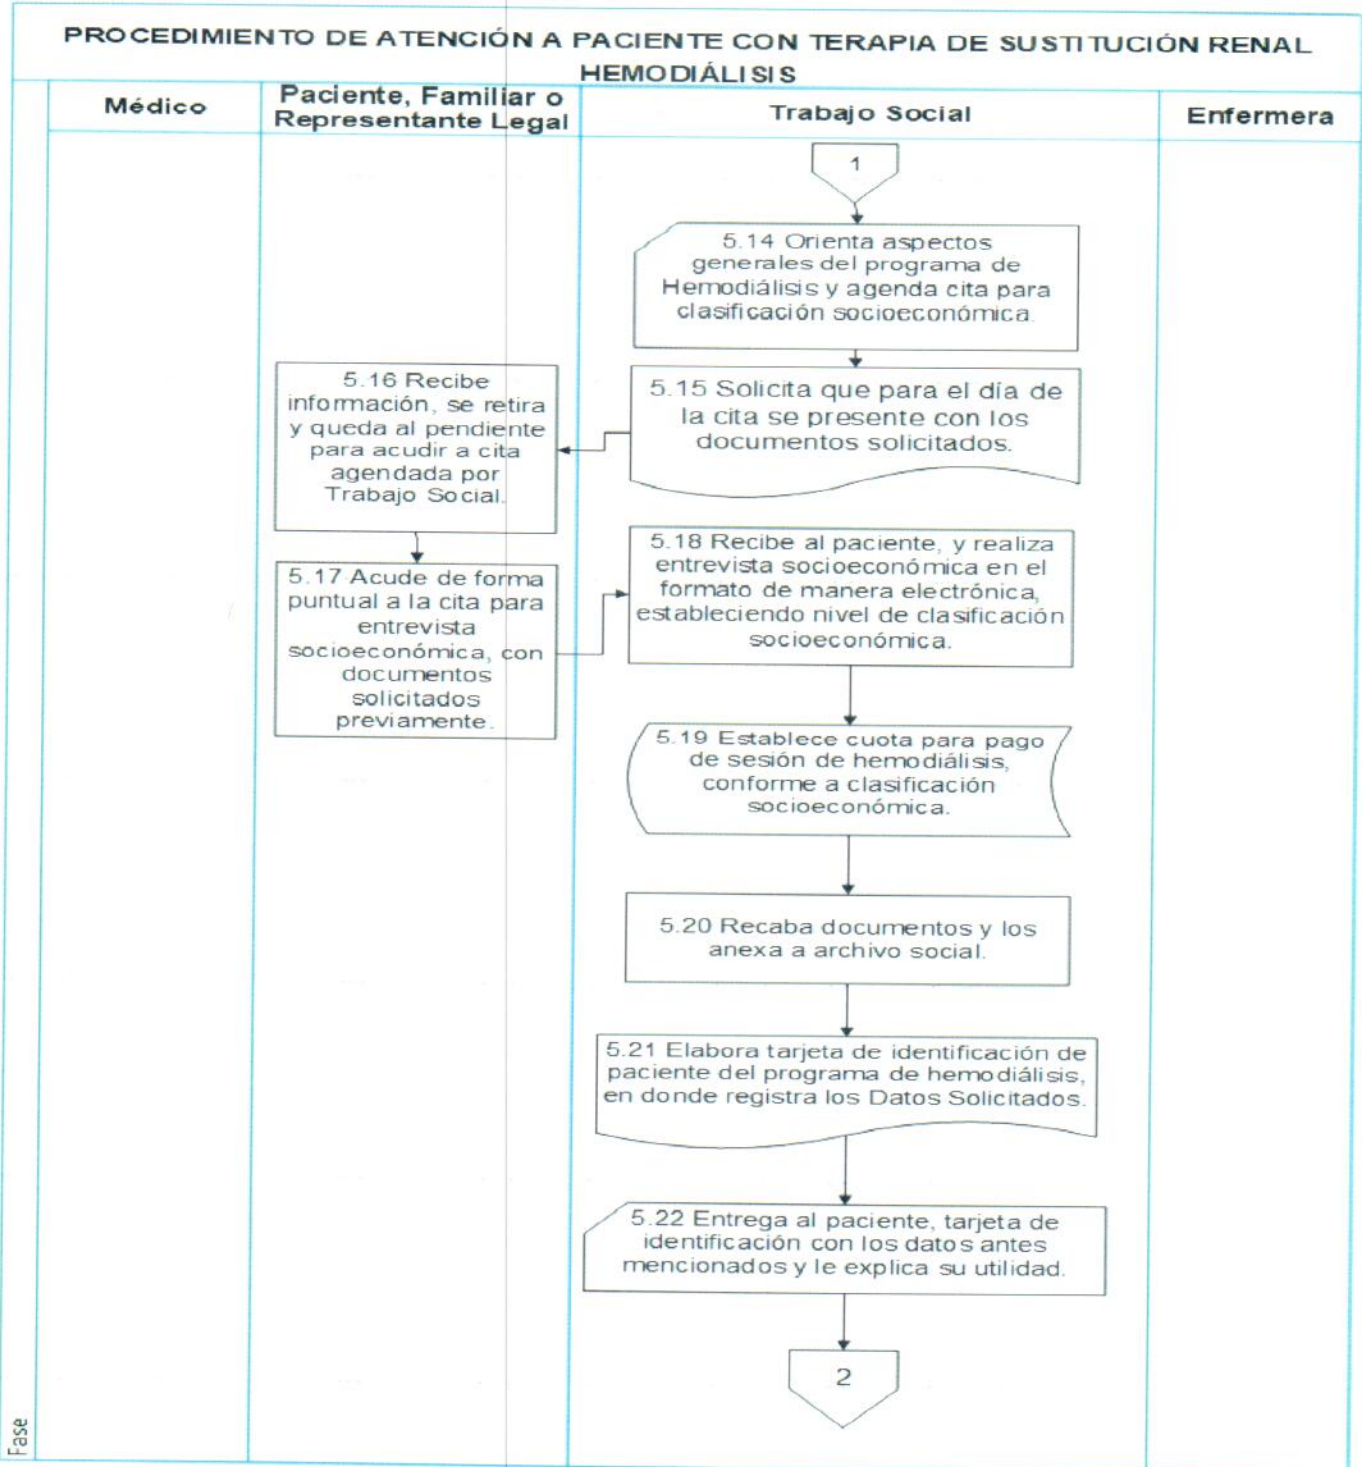 PROCEDIMIENTO DE ATENCIÓN A PACIENTE CON TERAPIA DE SUSTITUCIÓN RENAL
HEMODIÁLISIS
Médico
Paciente, Familiar o
Representante Legal
Trabajo Social
Enfermera
1
5.14 Orienta aspectos
generales del programa de
Hemodiálisis y agenda cita para
clasificación socioeconómica.
5.15 Solicita que para el día de
la cita se presente con los
documentos solicitados.
5.16 Recibe
información, se retira
y queda al pendiente
para acudir a cita
agendada por
Trabajo Social.
5.17 Acude de forma
puntual a la cita para
entrevista
socioeconómica, con
documentos
solicitados
previamente.
5.18 Recibe al paciente, y realiza
entrevista socioeconómica en el
formato de manera electrónica,
estableciendo nivel de clasificación
socioeconómica.
5.19 Establece cuota para pago
de sesión de hemodiálisis,
conforme a clasificación
socioeconómica.
5.20 Recaba documentos y los
anexa a archivo social.
5.21 Elabora tarjeta de identificación de
paciente del programa de hemodiálisis,
en donde registra los Datos Solicitados.
5.22 Entrega al paciente, tarjeta de
identificación con los datos antes
mencionados y le explica su utilidad.
2
Fase